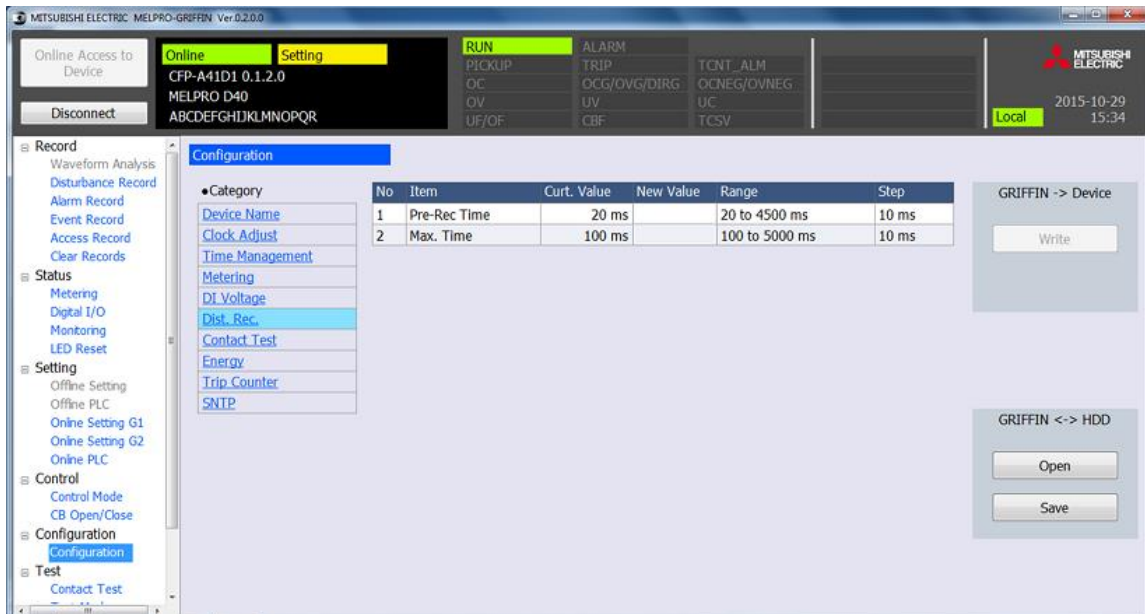 MITSUBISHI ELECTRIC MELPRO-GRIFFIN Ver.0.2.0.0
Online Access to
Device
Disconnect
Online
Setting
CFP-A41D1 0.1.2.0
MELPRO D40
ABCDEFGHIJKLMNOPQR
RUN
ALARM
PICKUP
TRIP
TCNT_ALM
OC
OCG/OVG/DIRG
OCNEG/OVNEG
OV
UV
UC
UF/OF
CBF
TCSV
MITSUBISHI
ELECTRIC
2015-10-29
Local 15:34
Record
Waveform Analysis
Disturbance Record
Alarm Record
Event Record
Access Record
Clear Records
Status
Metering
Digital I/O
Monitoring
LED Reset
Setting
Offline Setting
Offline PLC
Online Setting G1
Online Setting G2
Online PLC
Control
Control Mode
CB Open/Close
Configuration
Configuration
Test
Contact Test
Configuration
●Category
Device Name
Clock Adjust
Time Management
Metering
DI Voltage
Dist. Rec.
Contact Test
Energy
Trip Counter
SNTP
No Item Curt. Value New Value Range Step
1 Pre-Rec Time 20 ms 20 to 4500 ms 10 ms
2 Max. Time 100 ms 100 to 5000 ms 10 ms
GRIFFIN -> Device
Write
GRIFFIN <-> HDD
Open
Save